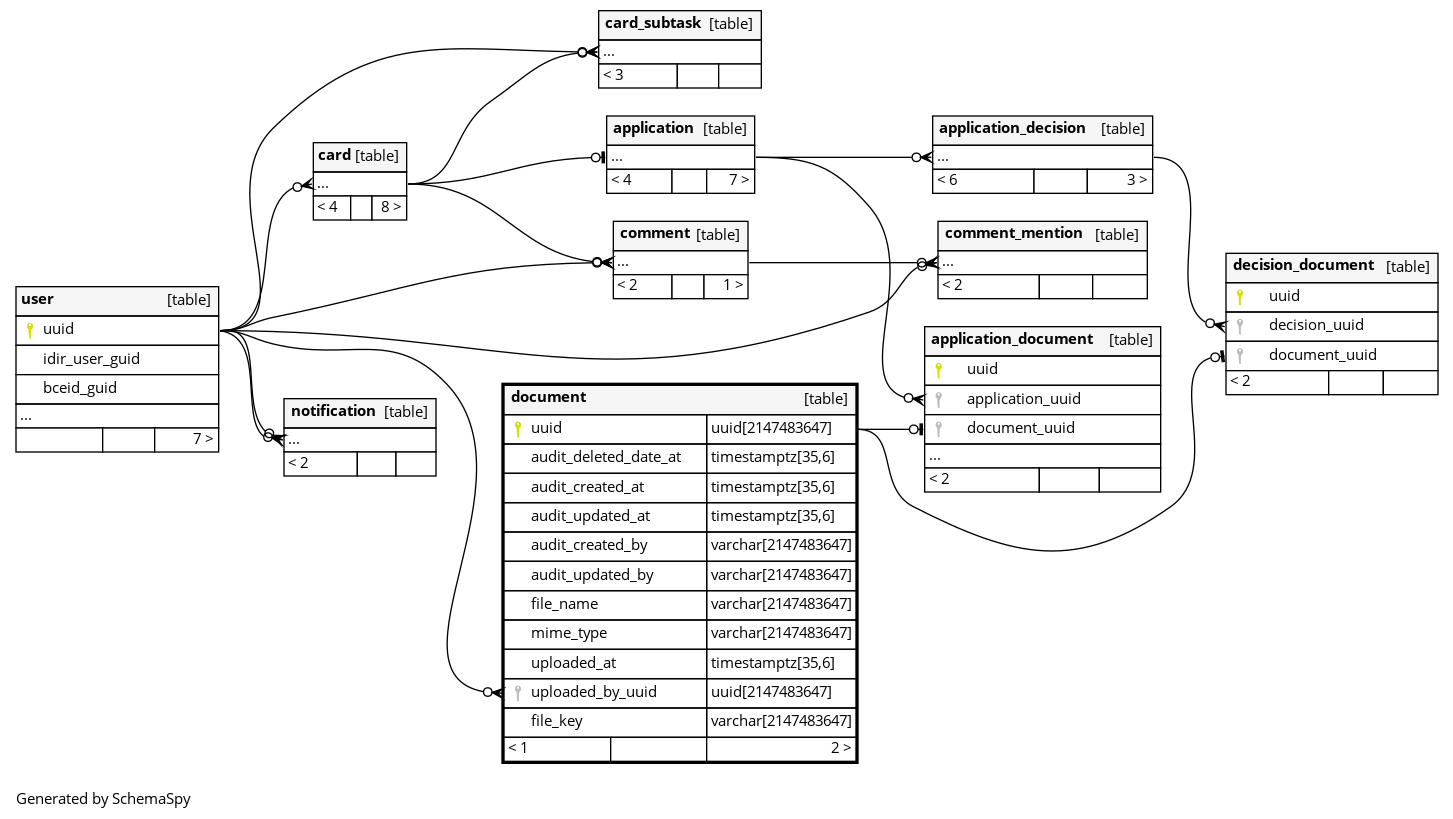 card_subtask [table]
...
< 3
application [table]
...
< 4 7 >
application_decision [table]
...
< 6 3 >
card [table]
...
< 4 8 >
comment [table]
...
< 2 1 >
comment_mention [table]
...
< 2
decision_document [table]
uuid
decision_uuid
document_uuid
< 2
user [table]
uuid
idir_user_guid
bceid_guid
...
7 >
application_document [table]
uuid
application_uuid
document_uuid
...
< 2
notification [table]
...
< 2
document [table]
uuid uuid[2147483647]
audit_deleted_date_at timestamptz[35,6]
audit_created_at timestamptz[35,6]
audit_updated_at timestamptz[35,6]
audit_created_by varchar[2147483647]
audit_updated_by varchar[2147483647]
file_name varchar[2147483647]
mime_type varchar[2147483647]
uploaded_at timestamptz[35,6]
uploaded_by_uuid uuid[2147483647]
file_key varchar[2147483647]
< 1 2 >
Generated by SchemaSpy